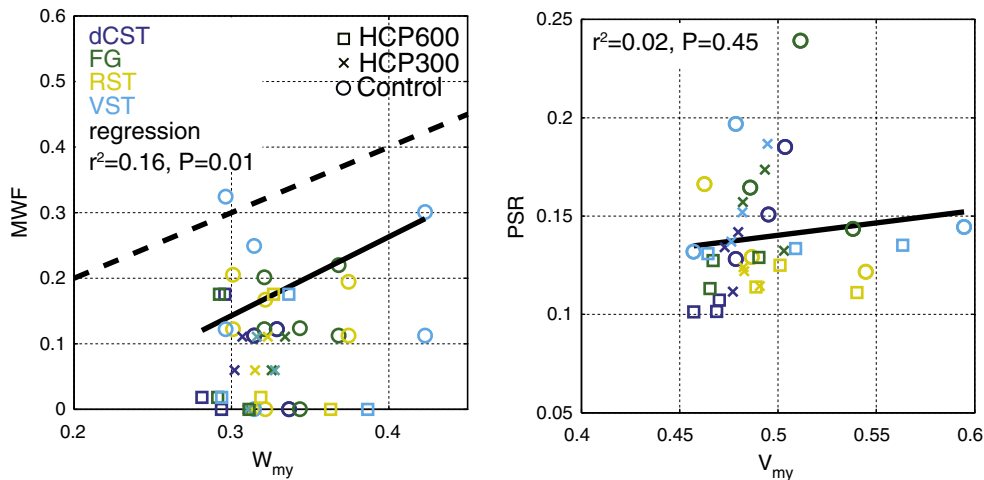 dCST
FG
RST
VST
regression
r²=0.16, P=0.01
HCP600
HCP300
Control
0.6
0.5
0.4
0.3
0.2
0.1
0
0.2
0.3
0.4
MWF
W_my
r²=0.02, P=0.45
0.25
0.2
0.15
0.1
0.05
0.4
0.45
0.5
0.55
0.6
PSR
V_my